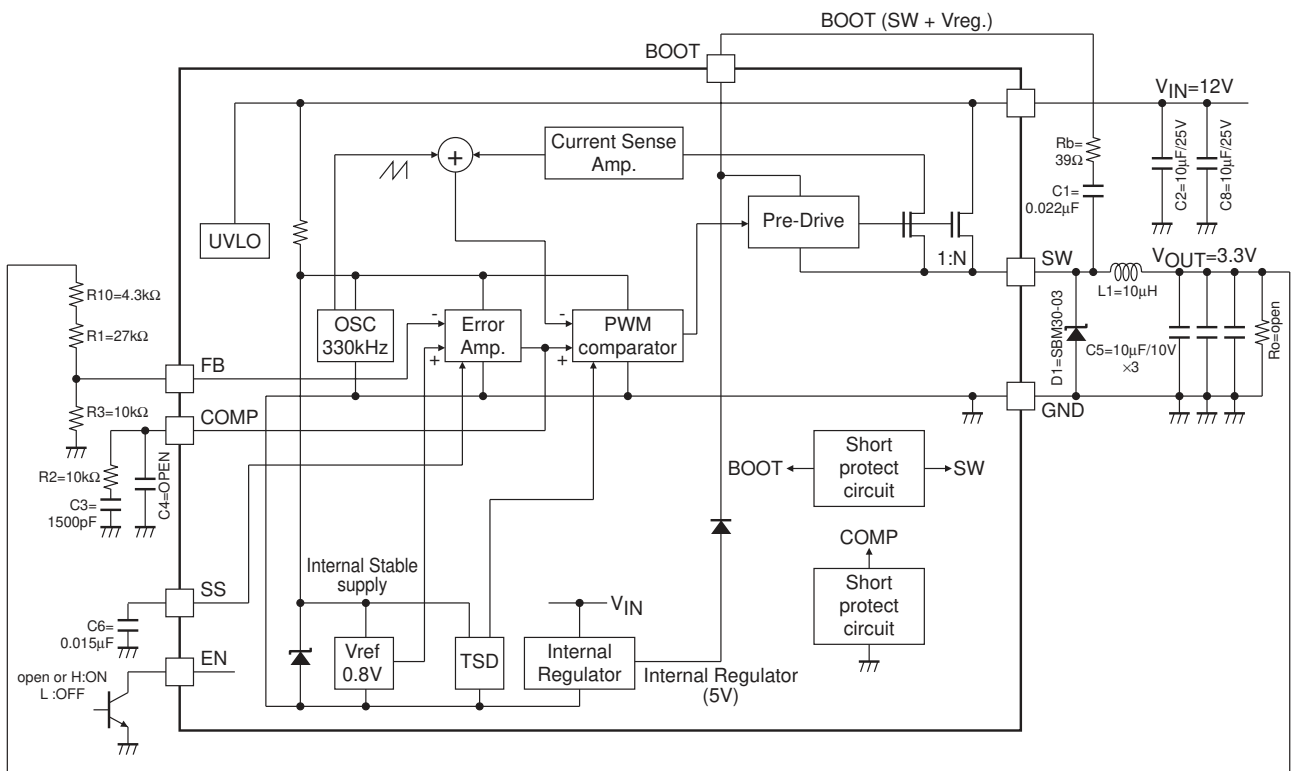 BOOT (SW + Vreg.)
BOOT
VIN=12V
Current Sense
Amp.
Rb=
39Ω
C1=
0.022μF
C2=10μF/25V
C8=10μF/25V
UVLO
Pre-Drive
1:N
SW
VOUT=3.3V
L1=10μH
R10=4.3kΩ
R1=27kΩ
OSC
330kHz
-
+
Error
Amp.
-
+
PWM
comparator
D1=SBM30-03
C5=10μF/10V
×3
Ro=open
FB
R3=10kΩ
COMP
GND
R2=10kΩ
C3=
1500pF
C4=OPEN
BOOT
Short
protect
circuit
SW
COMP
Internal Stable
supply
SS
C6=
0.015μF
VIN
Short
protect
circuit
Vref
0.8V
TSD
Internal
Regulator
Internal Regulator
(5V)
EN
open or H:ON
L :OFF
+